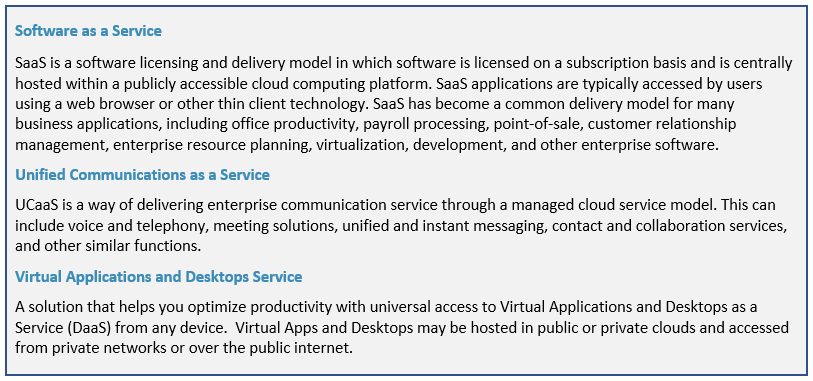 Software as a Service
SaaS is a software licensing and delivery model in which software is licensed on a subscription basis and is centrally
hosted within a publicly accessible cloud computing platform. SaaS applications are typically accessed by users
using a web browser or other thin client technology. SaaS has become a common delivery model for many
business applications, including office productivity, payroll processing, point-of-sale, customer relationship
management, enterprise resource planning, virtualization, development, and other enterprise software.
Unified Communications as a Service
UCaaS is a way of delivering enterprise communication service through a managed cloud service model. This can
include voice and telephony, meeting solutions, unified and instant messaging, contact and collaboration services,
and other similar functions.
Virtual Applications and Desktops Service
A solution that helps you optimize productivity with universal access to Virtual Applications and Desktops as a
Service (DaaS) from any device.  Virtual Apps and Desktops may be hosted in public or private clouds and accessed
from private networks or over the public internet.